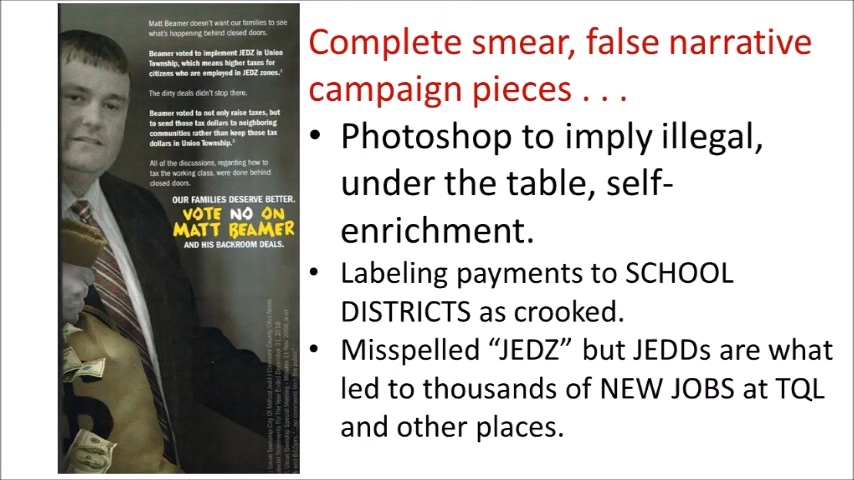 Matt Beamer doesn't want our families to see
what's happening behind closed doors.
Beamer voted to implement JEDZ in Union
Township, which means higher taxes for
citizens who are employed in JEDZ zones.¹
The dirty deals didn't stop there.
Beamer voted to not only raise taxes, but
to send those tax dollars to neighboring
communities rather than keep those tax
dollars in Union Township.²
All of the discussions, regarding how to
tax the working class, were done behind
closed doors.
OUR FAMILIES DESERVE BETTER.
VOTE NO ON
MATT BEAMER
AND HIS BACKROOM DEALS.
Complete smear, false narrative
campaign pieces . . .
• Photoshop to imply illegal,
under the table, self-
enrichment.
• Labeling payments to SCHOOL
DISTRICTS as crooked.
• Misspelled “JEDZ” but JEDDs are what
led to thousands of NEW JOBS at TQL
and other places.